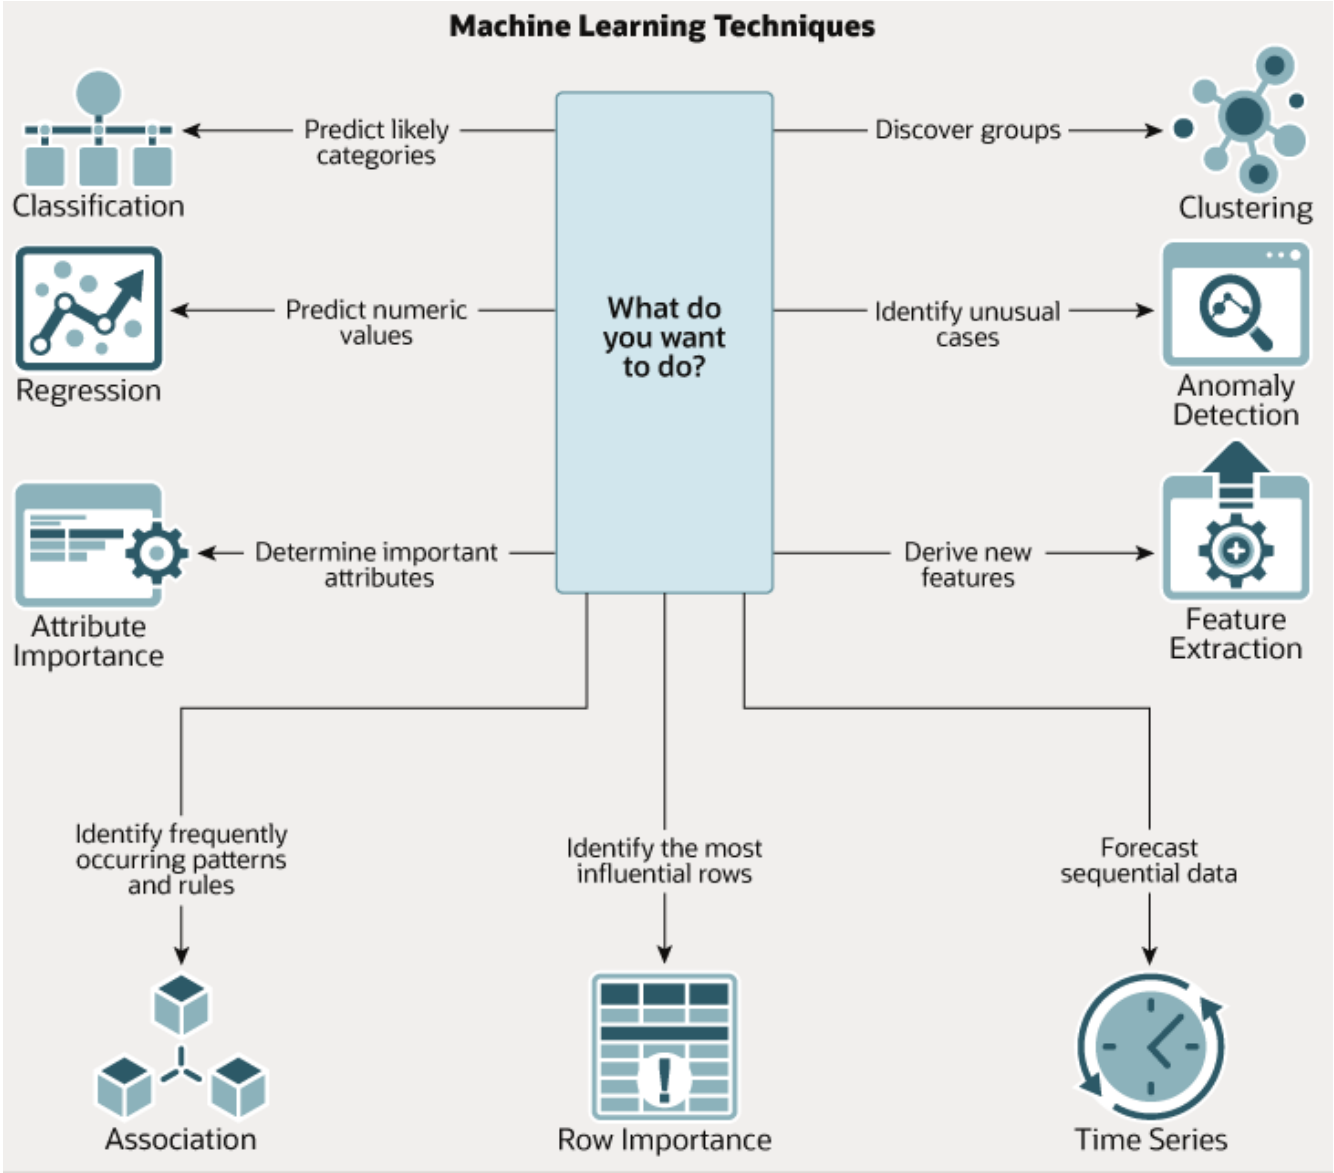 Machine Learning Techniques
Predict likely
categories
Classification
Discover groups
Clustering
What do
you want
to do?
Predict numeric
values
Regression
Identify unusual
cases
Anomaly
Detection
Determine important
attributes
Attribute
Importance
Derive new
features
Feature
Extraction
Identify frequently
occurring patterns
and rules
Association
Identify the most
influential rows
!
Row Importance
Forecast
sequential data
Time Series